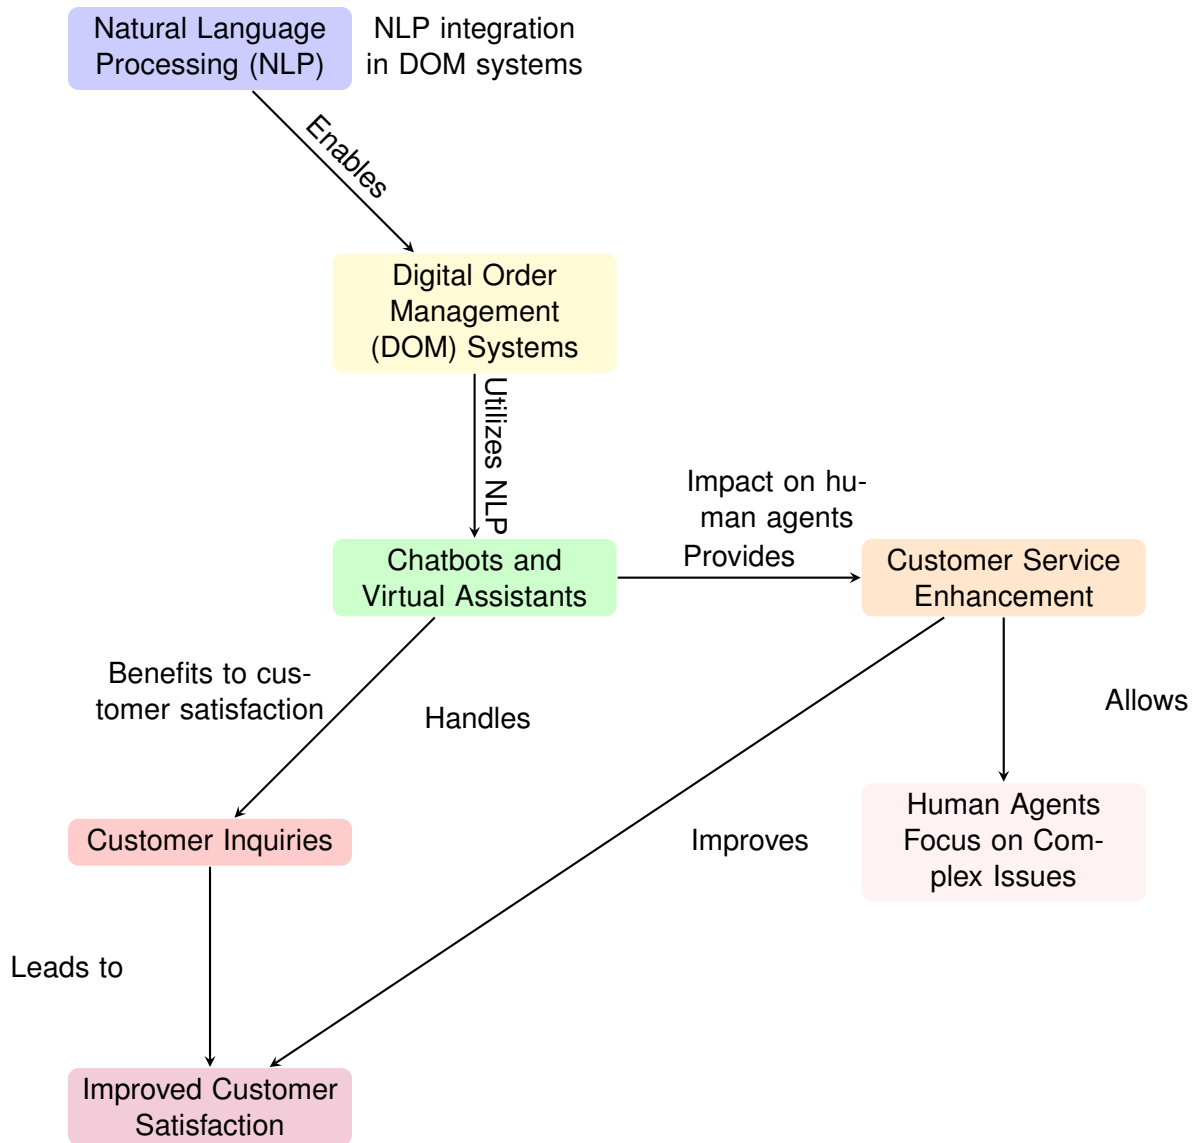 Natural Language
Processing (NLP)
NLP integration
in DOM systems
Enables
Digital Order
Management
(DOM) Systems
Utilizes NLP
Impact on hu-
man agents
Provides
Chatbots and
Virtual Assistants
Customer Service
Enhancement
Benefits to cus-
tomer satisfaction
Handles
Allows
Customer Inquiries
Improves
Human Agents
Focus on Com-
plex Issues
Leads to
Improved Customer
Satisfaction